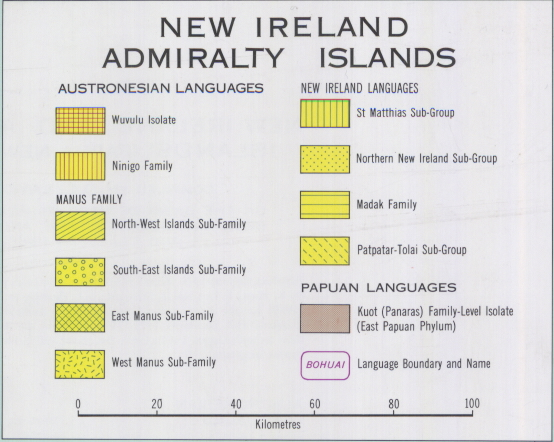 NEW IRELAND
ADMIRALTY ISLANDS
AUSTRONESIAN LANGUAGES
Wuvulu Isolate
Ninigo Family
MANUS FAMILY
North-West Islands Sub-Family
South-East Islands Sub-Family
East Manus Sub-Family
West Manus Sub-Family
NEW IRELAND LANGUAGES
St Matthias Sub-Group
Northern New Ireland Sub-Group
Madak Family
Patpatar-Tolai Sub-Group
PAPUAN LANGUAGES
Kuot (Panaras) Family-Level Isolate
(East Papuan Phylum)
BOHUAI Language Boundary and Name
0 20 40 60 80 100
Kilometres